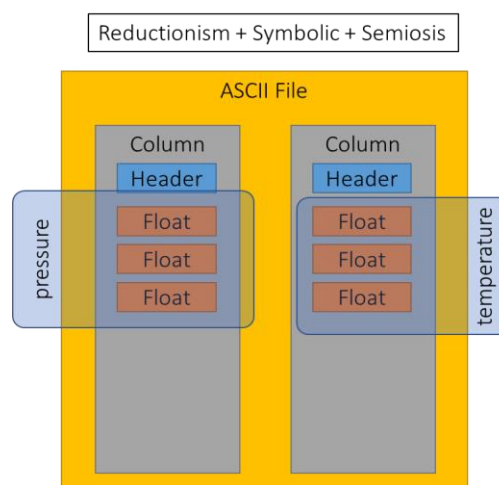 Reductionism + Symbolic + Semiosis
ASCII File
Column
Header
Float
Float
Float
pressure
Column
Header
Float
Float
Float
temperature